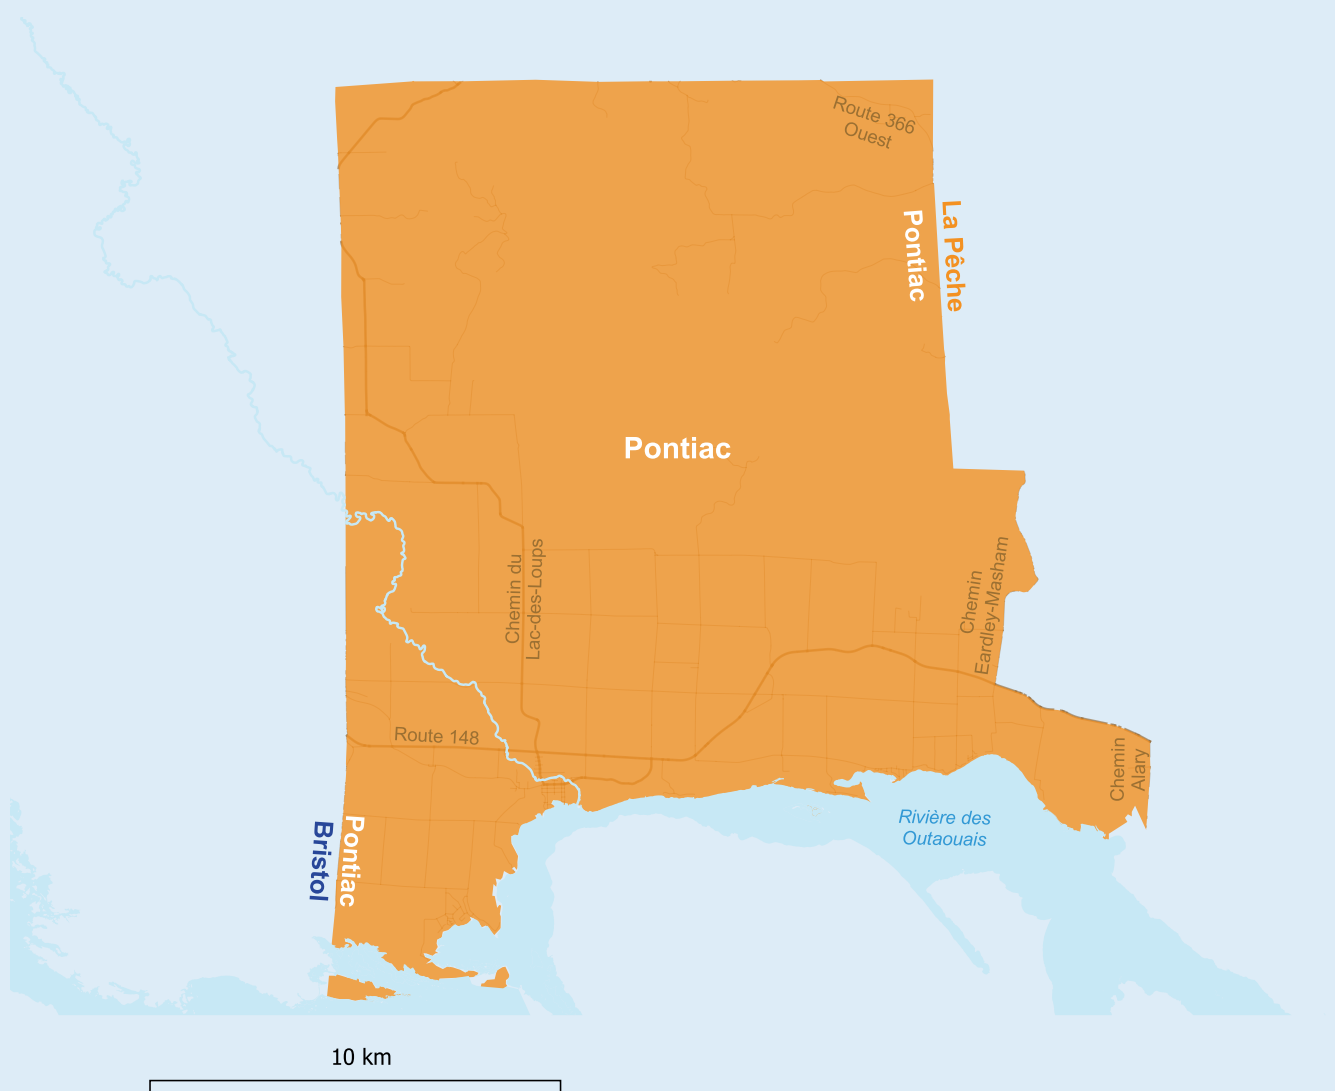 Route 366
Ouest
La Pêche
Pontiac
Pontiac
Chemin du
Lac-des-Loups
Chemin
Eardley-Masham
Route 148
Chemin
Alary
Rivière des
Outaouais
Pontiac
Bristol
10 km